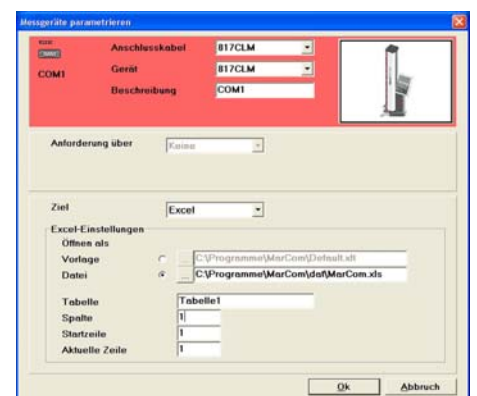 Messgeräte parametrieren
Anschlusskabel 817CLM
COM1 Gerät 817CLM
Beschreibung COM1
Anforderung über Keine
Ziel Excel
Excel-Einstellungen
Öffnen als
Vorlage ... C:\Programme\MarCom\Default.xlt
Datei ... C:\Programme\MarCom\daf\MarCom.xls
Tabelle Tabelle1
Spalte 1
Startzeile 1
Aktuelle Zeile 1
Ok Abbruch